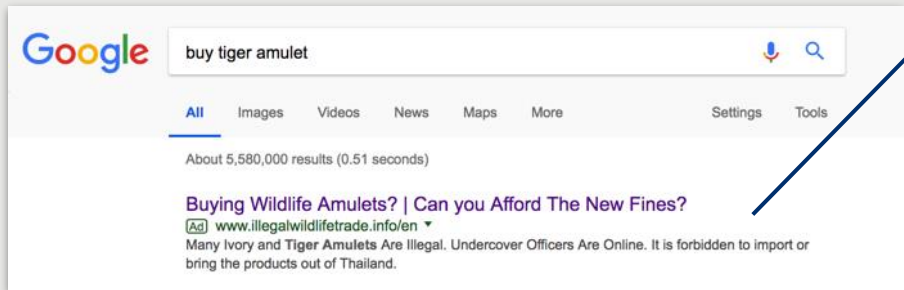 Google
buy tiger amulet
All Images Videos News Maps More Settings Tools
About 5,580,000 results (0.51 seconds)
Buying Wildlife Amulets? | Can you Afford The New Fines?
Ad www.illegalwildlifetrade.info/en
Many Ivory and Tiger Amulets Are Illegal. Undercover Officers Are Online. It is forbidden to import or
bring the products out of Thailand.